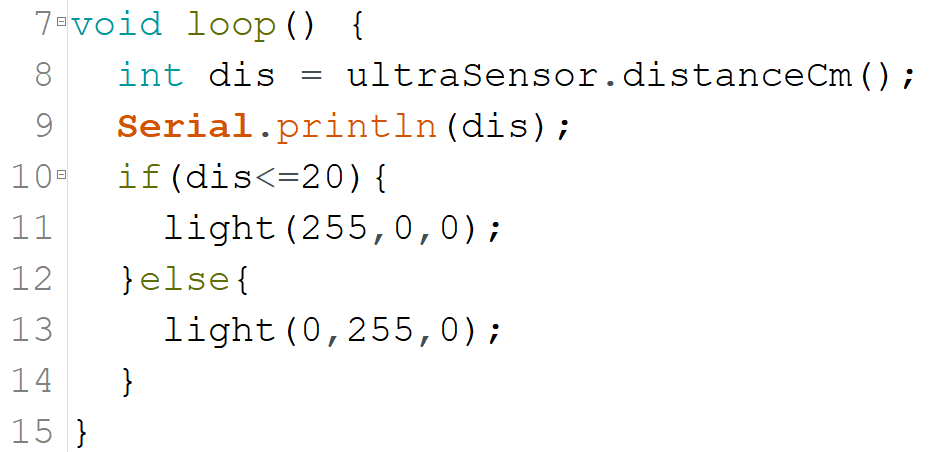 7 void loop() {
8   int dis = ultraSensor.distanceCm();
9   Serial.println(dis);
10   if(dis<=20){
11     light(255,0,0);
12   }else{
13     light(0,255,0);
14   }
15 }